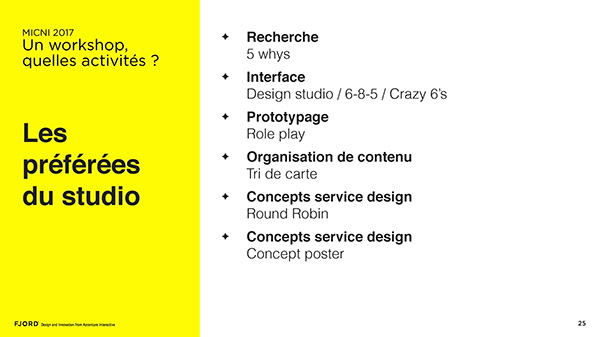 MICNI 2017
Un workshop,
quelles activités ?
Les
préférées
du studio
✦ Recherche
5 whys
✦ Interface
Design studio / 6-8-5 / Crazy 6's
✦ Prototypage
Role play
✦ Organisation de contenu
Tri de carte
✦ Concepts service design
Round Robin
✦ Concepts service design
Concept poster
FJORD Design and Innovation from Accenture Interactive
25